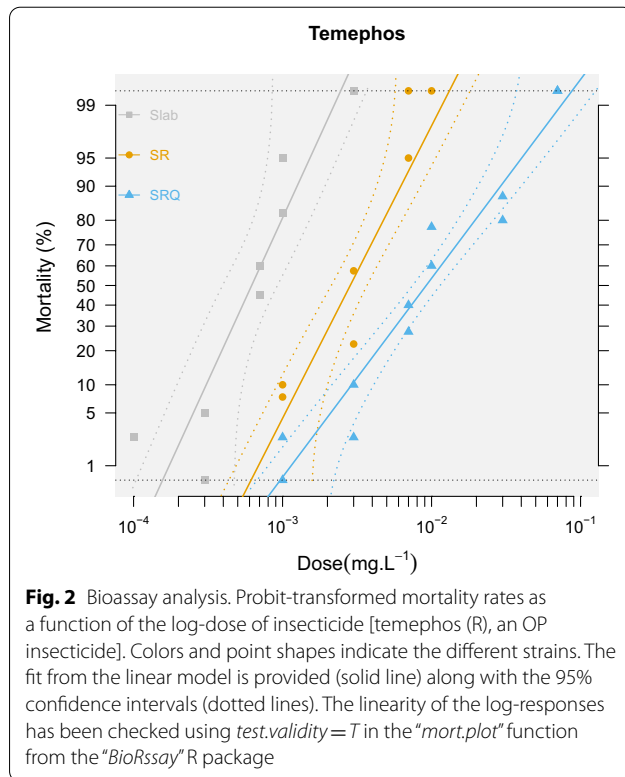 Temephos
Slab
SR
SRQ
Mortality (%)
99
95
90
80
70
60
50
40
30
20
10
5
1
10⁻⁴
10⁻³
10⁻²
10⁻¹
Dose(mg.L⁻¹)
Fig. 2 Bioassay analysis. Probit-transformed mortality rates as
a function of the log-dose of insecticide [temephos (R), an OP
insecticide]. Colors and point shapes indicate the different strains. The
fit from the linear model is provided (solid line) along with the 95%
confidence intervals (dotted lines). The linearity of the log-responses
has been checked using test.validity = T in the “mort.plot” function
from the “BioRssay” R package